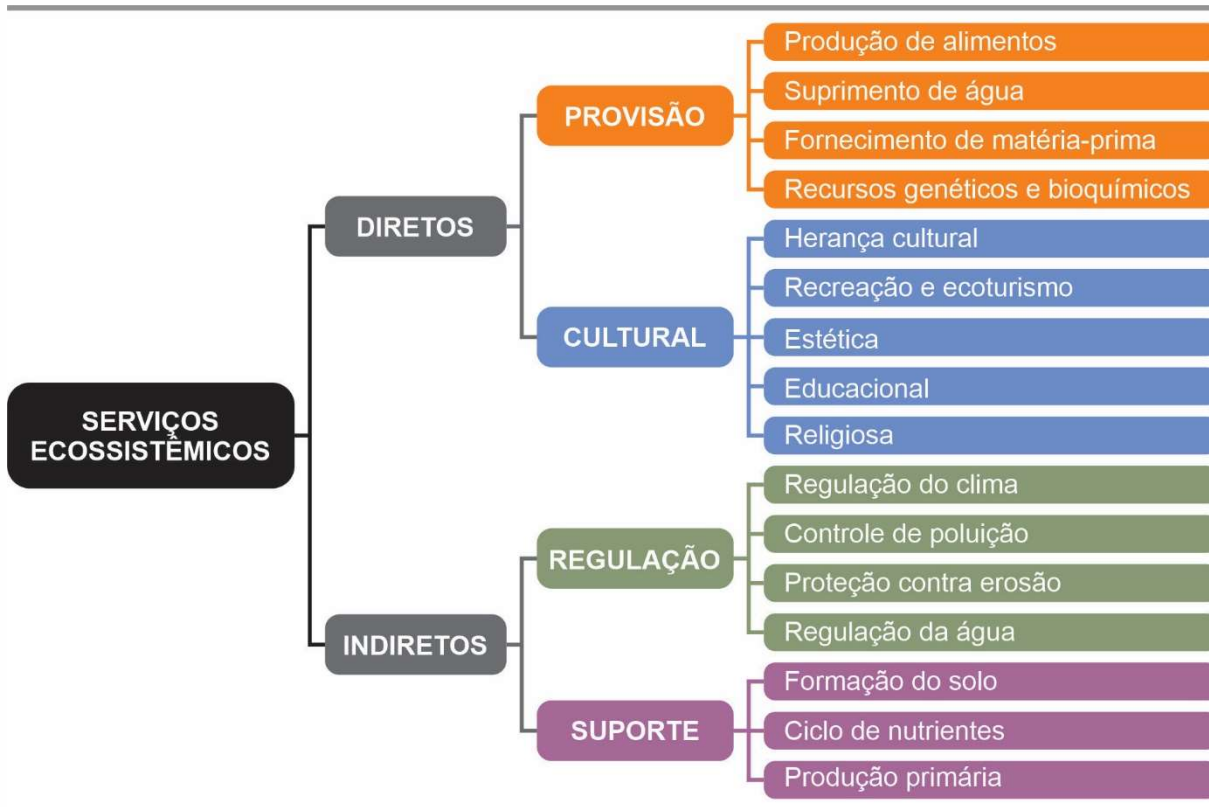 SERVIÇOS
ECOSSISTÊMICOS
DIRETOS
PROVISÃO
Produção de alimentos
Suprimento de água
Fornecimento de matéria-prima
Recursos genéticos e bioquímicos
CULTURAL
Herança cultural
Recreação e ecoturismo
Estética
Educacional
Religiosa
INDIRETOS
REGULAÇÃO
Regulação do clima
Controle de poluição
Proteção contra erosão
Regulação da água
SUPORTE
Formação do solo
Ciclo de nutrientes
Produção primária